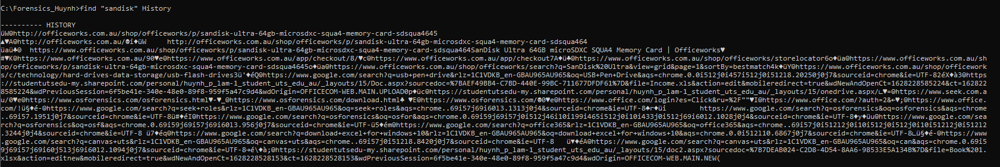 C:\Forensics_Huynh>find "sandisk" History
---------- HISTORY
üW@http://officeworks.com.au/shop/officeworks/p/sandisk-ultra-64gb-microsdxc-squa4-memory-card-sdsqua4645
▲♥A@http://officeworks.com.au/☻i♦üW    http://officeworks.com.au/shop/officeworks/p/sandisk-ultra-64gb-microsdxc-squa4-memory-card-sdsqua464
üaü♣@  https://officeworks.com.au/shop/officeworks/p/sandisk-ultra-64gb-microsdxc-squa4-memory-card-sdsqua464SanDisk Ultra 64GB microSDXC SQUA4 Memory Card | Officeworks♥
#♥K@https://www.officeworks.com.au/90♥e@https://www.officeworks.com.au/app/checkout/8/♥c@https://www.officeworks.com.au/app/checkout7A♦ü♣@https://www.officeworks.com.au/shop/officeworks/storelocator6o♦üa@https://www.officeworks.com.au/sh
op/officeworks/p/sandisk-ultra-64gb-microsdxc-squa4-memory-card-sdsqua4645o♦üa@https://www.officeworks.com.au/shop/officeworks/search?q=SanDisk%20Ultra&view=grid&page=1&sortBy=bestmatch4k♦üY@https://www.officeworks.com.au/shop/officework
s/c/technology/hard-drives-data-storage/usb-flash-drives3ü'♦éQ@https://www.google.com/search?q=usb+pen+drive&rlz=1C1VDKB_en-GBAU965AU965&oq=USB+Pen+Drive&aqs=chrome.0.0i512j0i457i512j0i512l8.20250j0j7&sourceid=chrome&ie=UTF-82éX♦à3@https
://studentutsedu-my.sharepoint.com/personal/huynh_p_lam-1_student_uts_edu_au/_layouts/15/Doc.aspx?sourcedoc=%7BAEF49BB4-C7BD-440E-99BC-711677DFDF61%7D&file=Income.xls&action=edit&mobileredirect=true&wdNewAndOpenCt=1628228585224&ct=162822
8585224&wdPreviousSession=6f5be41e-340e-48e0-89f8-959f5a47c9d4&wdOrigin=OFFICECOM-WEB.MAIN.UPLOAD0p♦üc@https://studentutsedu-my.sharepoint.com/personal/huynh_p_lam-1_student_uts_edu_au/_layouts/15/onedrive.aspx/∟♥=@https://www.seek.com.a
u/0♥e@https://www.osforensics.com/osforensics.html♥-♥_@https://www.osforensics.com/download.html♣ ♥E@https://www.osforensics.com/☻0♥e@https://www.office.com/login?es=Click&ru=%2F""♥I@https://www.office.com/?auth=2&←♥;@https://www.office.
com/!ü§♦é-@https://www.google.com/search?q=seek+roles&rlz=1C1VDKB_en-GBAU965AU965&oq=seek+roles&aqs=chrome..69i57j69i60l3.1313j0j4&sourceid=chrome&ie=UTF-8♠r♦üi        https://www.google.com/search?q=osforensics&oq=osforensics&aqs=chrome
..69i57.1951j0j7&sourceid=chrome&ie=UTF-8ü#♦éI@https://www.google.com/search?q=osforensics&oq=osfor&aqs=chrome.0.69i59j69i57j0i512j46i10i199i465i512j0i10i433j0i512j69i60l2.1028j0j4&sourceid=chrome&ie=UTF-8♦y♦üu@https://www.google.com/sea
rch?q=osforensics&oq=osf&aqs=chrome.0.69i59j69i57j69i60l3.956j0j7&sourceid=chrome&ie=UTF-ü5♦ém@https://www.google.com/search?q=office365&rlz=1C1VDKB_en-GBAU965AU965&oq=office365&aqs=chrome..69i57j0i512l2j0i10i512j0i512j0i10i512l2j0i512l2
.3244j0j4&sourceid=chrome&ie=UTF-8 ü7♦éq@https://www.google.com/search?q=download+excel+for+windows+10&rlz=1C1VDKB_en-GBAU965AU965&oq=download+excel+for+windows+10&aqs=chrome.0.0i512l10.6867j0j7&sourceid=chrome&ie=UTF-8∟ü§♦é-@https://www
.google.com/search?q=canvas+uts&rlz=1C1VDKB_en-GBAU965AU965&oq=canvas+uts&aqs=chrome..69i57j0i512l8.8420j0j7&sourceid=chrome&ie=UTF-8   ü▼♦éA@https://www.google.com/search?q=canvas+uts&rlz=1C1VDKB_en-GBAU965AU965&oq=can&aqs=chrome.0.69i5
9j69i57j69i60j5l3j69i60l2.1094j0j7&sourceid=chrome&ie=UTF-8→é\♦à;@https://studentutsedu-my.sharepoint.com/personal/huynh_p_lam-1_student_uts_edu_au/_layouts/15/doc2.aspx?sourcedoc=%7B7DEAB024-C2D8-4D54-8AA6-98533E5A134B%7D&file=Book%201.
xlsx&action=editnew&mobileredirect=true&wdNewAndOpenCt=1628228528153&ct=1628228528153&wdPreviousSession=6f5be41e-340e-48e0-89f8-959f5a47c9d4&wdOrigin=OFFICECOM-WEB.MAIN.NEW(